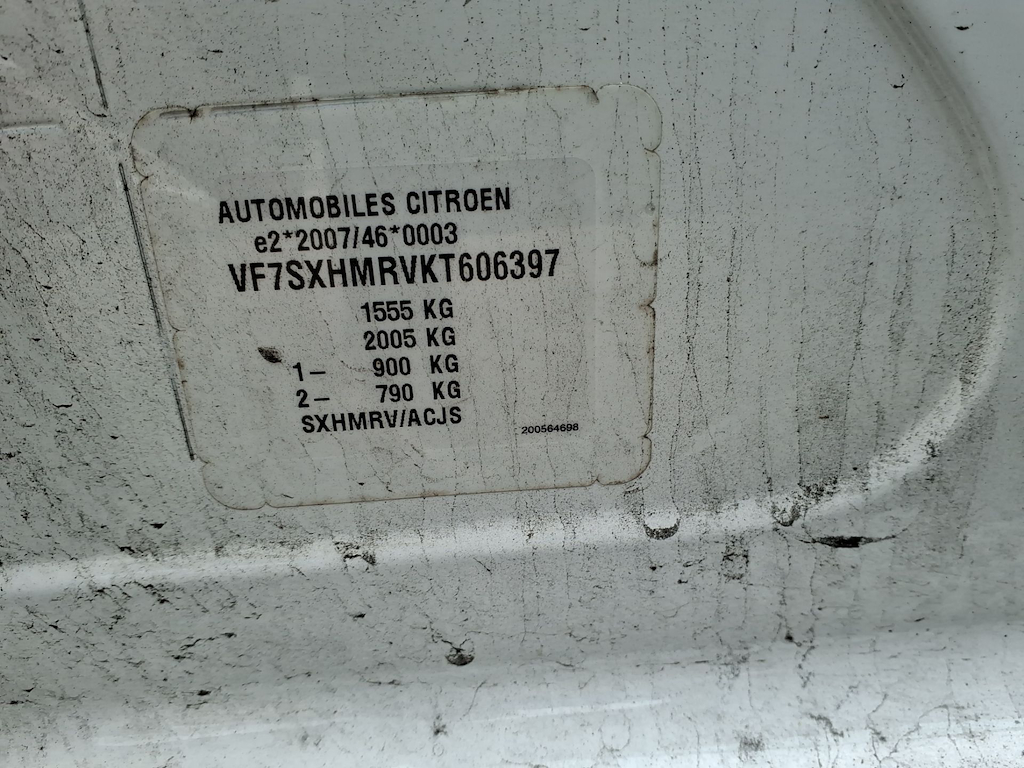 AUTOMOBILES CITROEN
e2*2007/46*0003
VF7SXHMRVKT606397
1555 KG
2005 KG
1– 900 KG
2– 790 KG
SXHMRV/ACJS
200564698